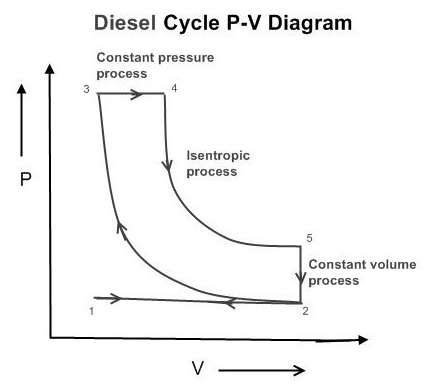 Diesel Cycle P-V Diagram
Constant pressure
process
3
4
Isentropic
process
P
5
Constant volume
process
1
2
V